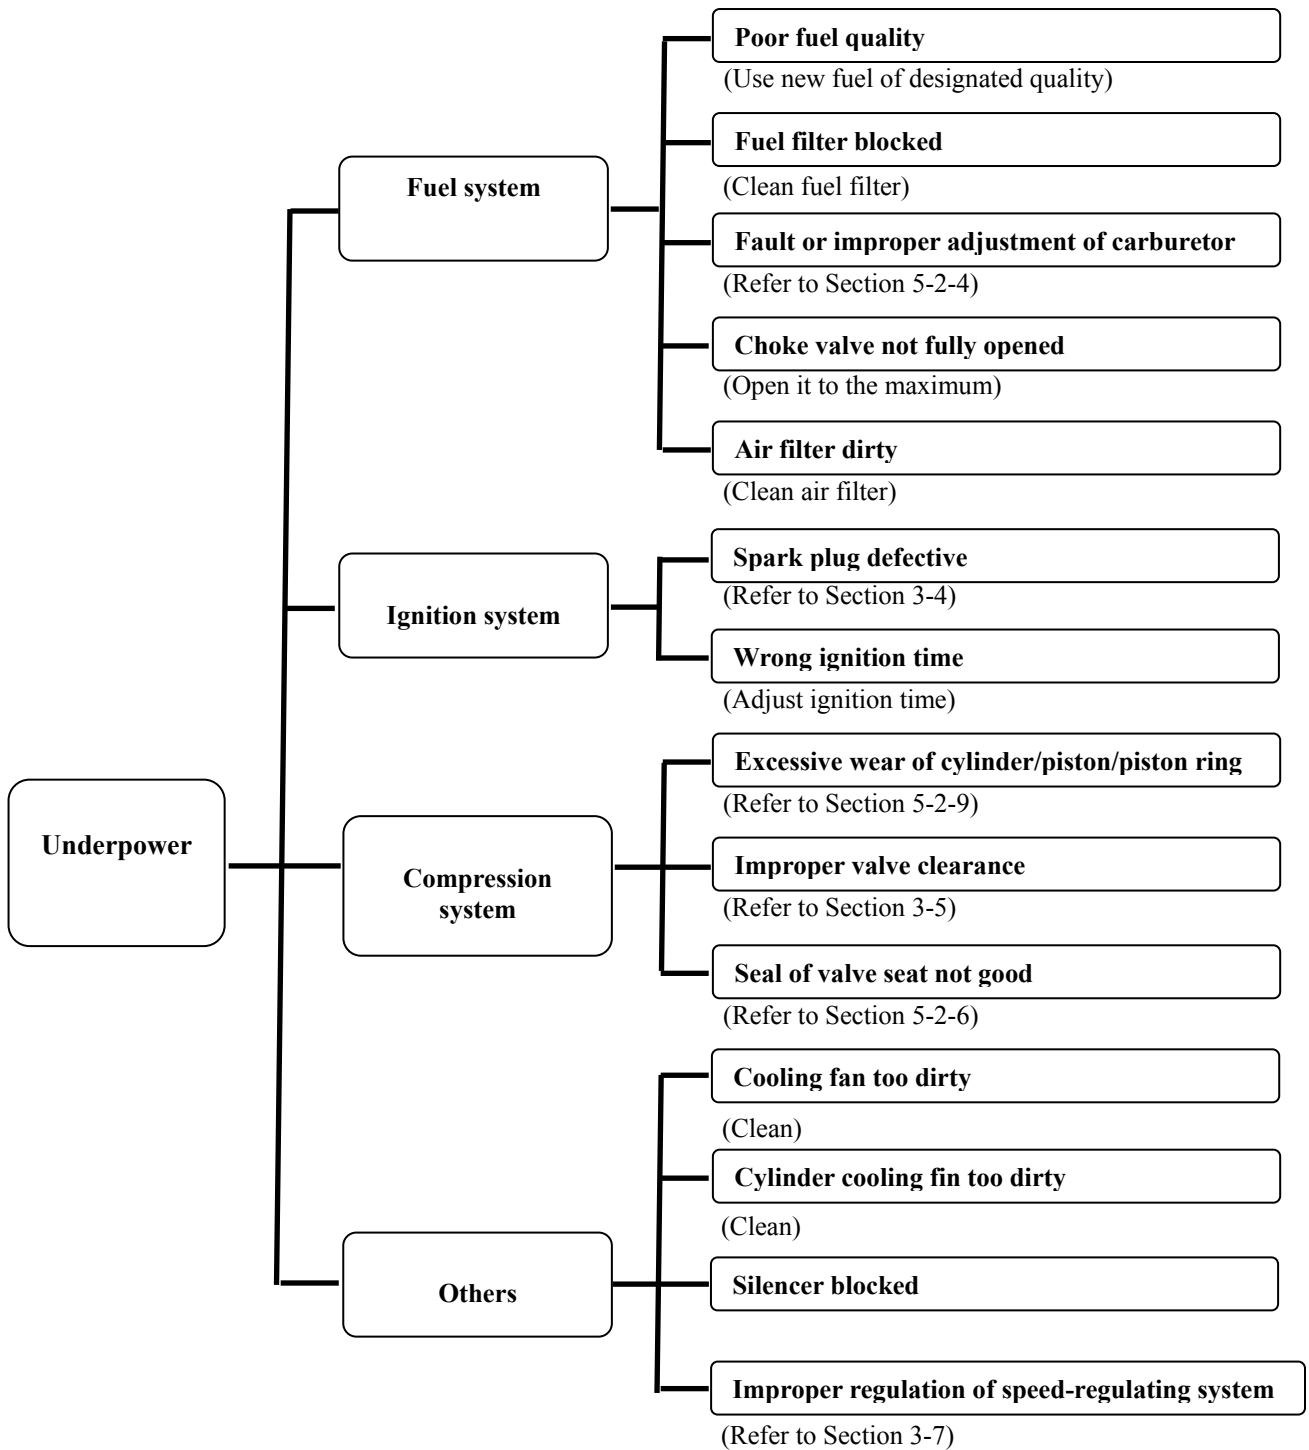 Poor fuel quality
(Use new fuel of designated quality)
Fuel filter blocked
(Clean fuel filter)
Fuel system
Fault or improper adjustment of carburetor
(Refer to Section 5-2-4)
Choke valve not fully opened
(Open it to the maximum)
Air filter dirty
(Clean air filter)
Spark plug defective
(Refer to Section 3-4)
Ignition system
Wrong ignition time
(Adjust ignition time)
Excessive wear of cylinder/piston/piston ring
(Refer to Section 5-2-9)
Underpower
Compression
system
Improper valve clearance
(Refer to Section 3-5)
Seal of valve seat not good
(Refer to Section 5-2-6)
Cooling fan too dirty
(Clean)
Cylinder cooling fin too dirty
(Clean)
Others
Silencer blocked
Improper regulation of speed-regulating system
(Refer to Section 3-7)